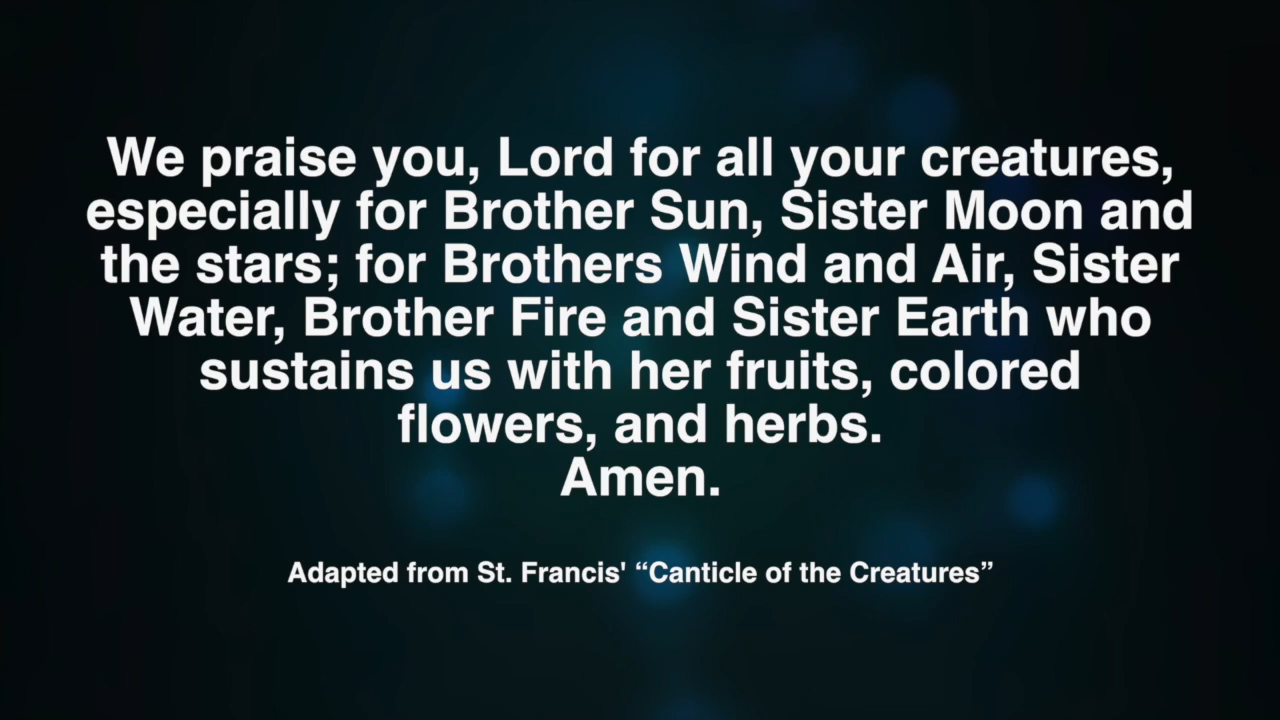 We praise you, Lord for all your creatures,
especially for Brother Sun, Sister Moon and
the stars; for Brothers Wind and Air, Sister
Water, Brother Fire and Sister Earth who
sustains us with her fruits, colored
flowers, and herbs.
Amen.
Adapted from St. Francis' “Canticle of the Creatures”